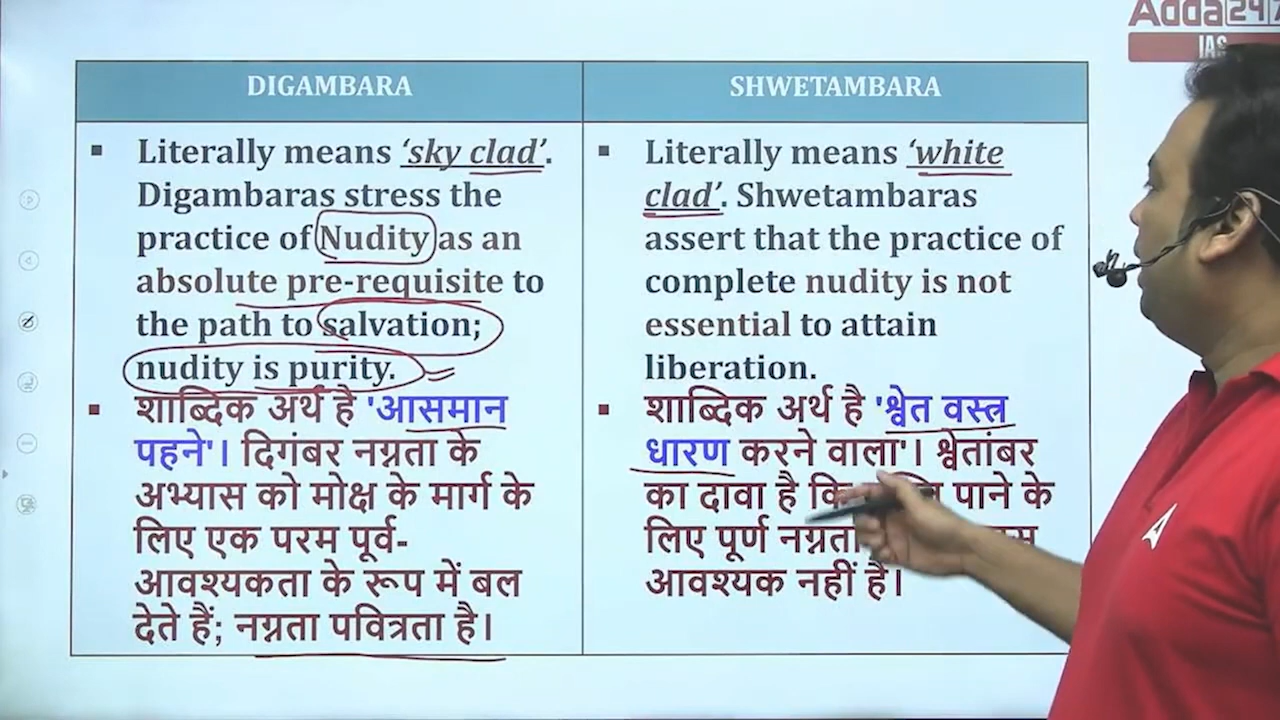 Adda247
IAS
DIGAMBARA
▪ Literally means ‘sky clad’.
Digambaras stress the
practice of Nudity as an
absolute pre-requisite to
the path to salvation;
nudity is purity.
▪ शाब्दिक अर्थ है 'आसमान
पहने'। दिगंबर नग्नता के
अभ्यास को मोक्ष के मार्ग के
लिए एक परम पूर्व-
आवश्यकता के रूप में बल
देते हैं; नग्नता पवित्रता है।
SHWETAMBARA
▪ Literally means ‘white
clad’. Shwetambaras
assert that the practice of
complete nudity is not
essential to attain
liberation.
▪ शाब्दिक अर्थ है 'श्वेत वस्त्र
धारण करने वाला'। श्वेतांबर
का दावा है कि पाने के
लिए पूर्ण नग्नता
आवश्यक नहीं है।